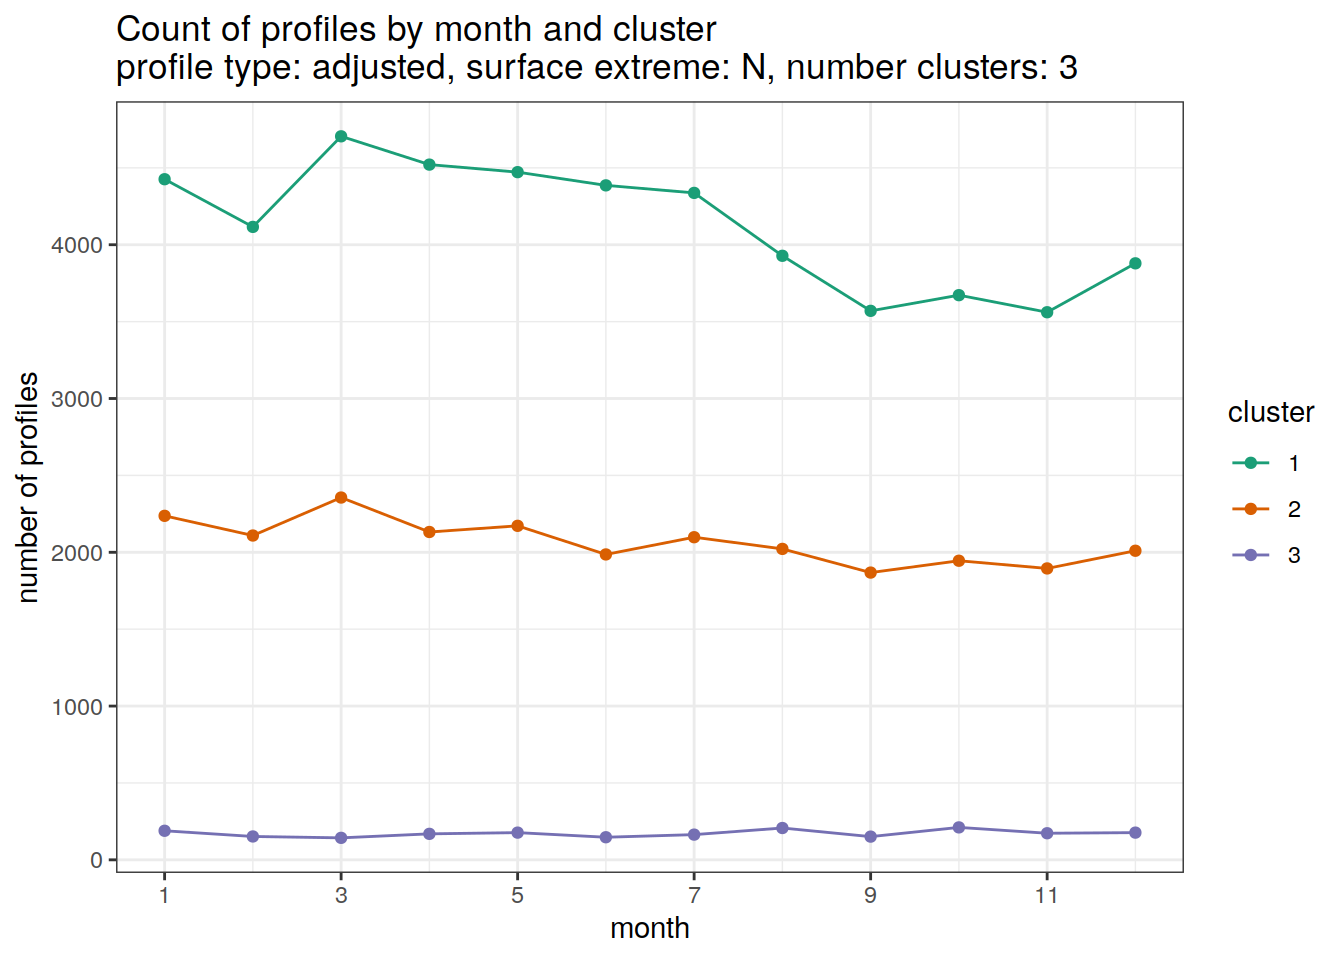 Count of profiles by month and cluster
profile type: adjusted, surface extreme: N, number clusters: 3
number of profiles
4000
3000
2000
1000
0
1 3 5 7 9 11
month
cluster
1
2
3